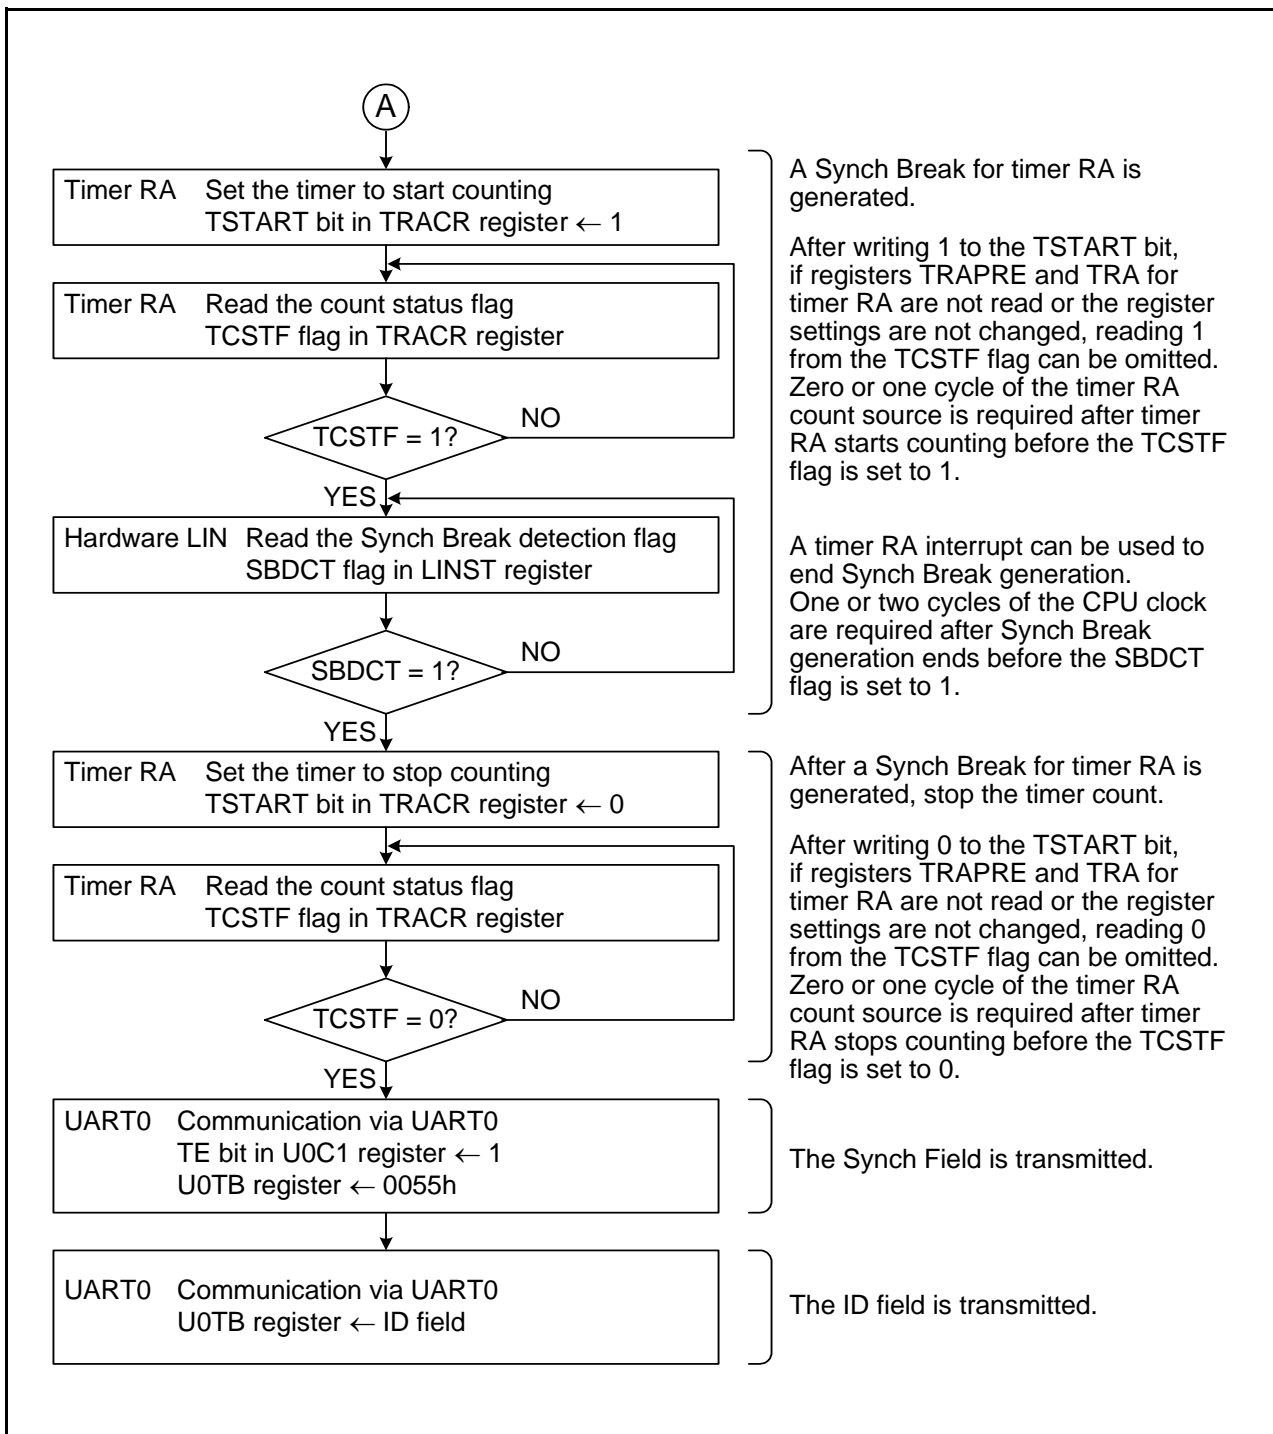 A
Timer RA Set the timer to start counting
TSTART bit in TRACR register ← 1
Timer RA Read the count status flag
TCSTF flag in TRACR register
TCSTF = 1?
NO
YES
Hardware LIN Read the Synch Break detection flag
SBDCT flag in LINST register
SBDCT = 1?
NO
YES
A Synch Break for timer RA is
generated.
After writing 1 to the TSTART bit,
if registers TRAPRE and TRA for
timer RA are not read or the register
settings are not changed, reading 1
from the TCSTF flag can be omitted.
Zero or one cycle of the timer RA
count source is required after timer
RA starts counting before the TCSTF
flag is set to 1.
A timer RA interrupt can be used to
end Synch Break generation.
One or two cycles of the CPU clock
are required after Synch Break
generation ends before the SBDCT
flag is set to 1.
Timer RA Set the timer to stop counting
TSTART bit in TRACR register ← 0
Timer RA Read the count status flag
TCSTF flag in TRACR register
TCSTF = 0?
NO
YES
After a Synch Break for timer RA is
generated, stop the timer count.
After writing 0 to the TSTART bit,
if registers TRAPRE and TRA for
timer RA are not read or the register
settings are not changed, reading 0
from the TCSTF flag can be omitted.
Zero or one cycle of the timer RA
count source is required after timer
RA stops counting before the TCSTF
flag is set to 0.
UART0 Communication via UART0
TE bit in U0C1 register ← 1
U0TB register ← 0055h
The Synch Field is transmitted.
UART0 Communication via UART0
U0TB register ← ID field
The ID field is transmitted.